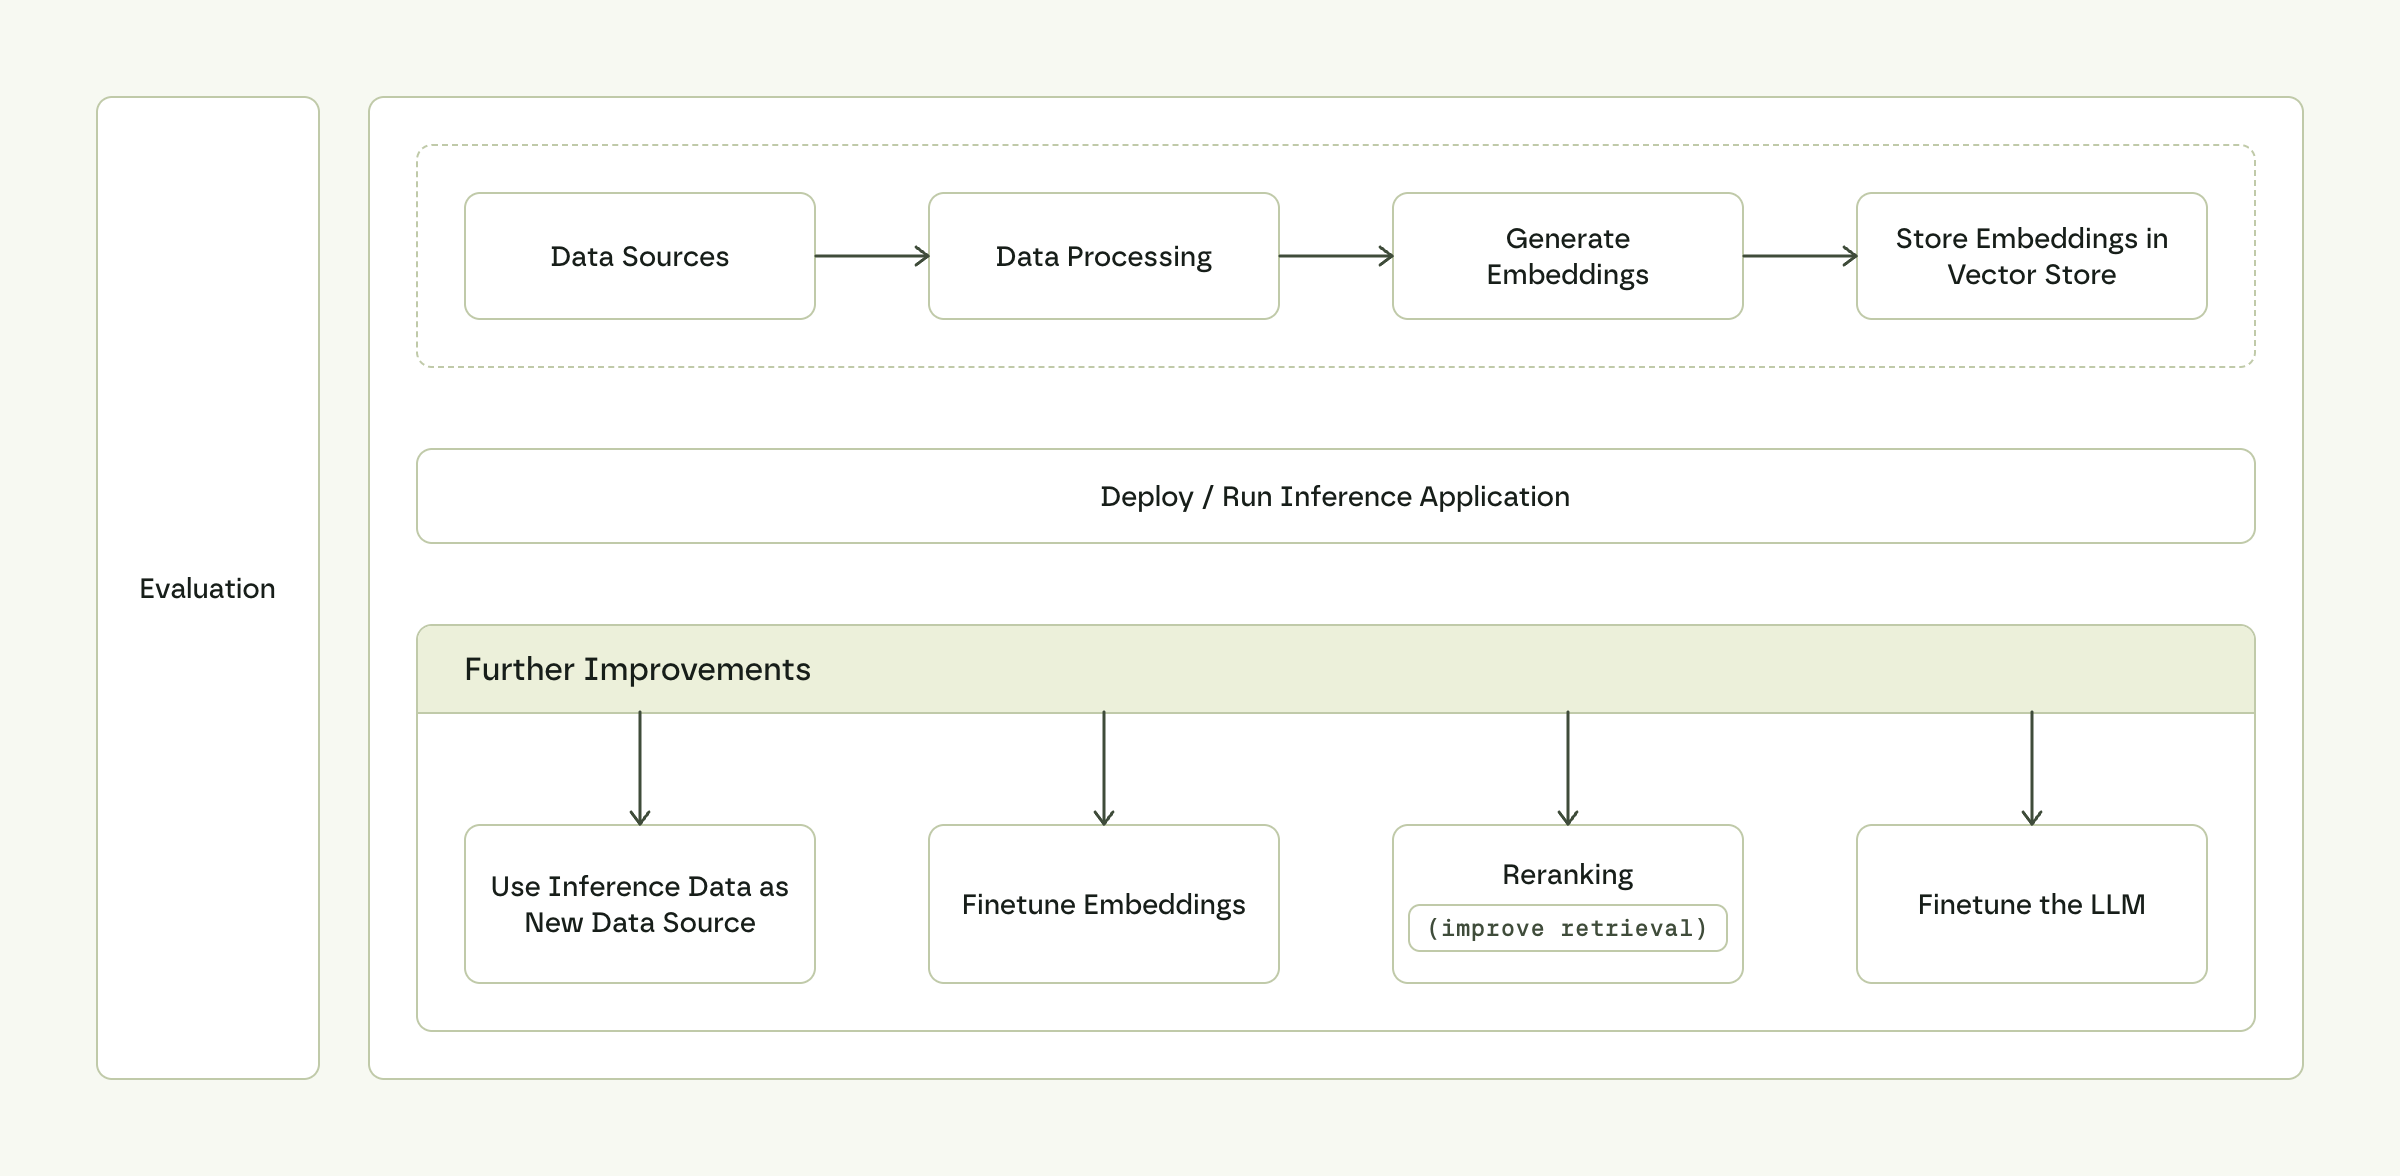 Evaluation
Data Sources
Data Processing
Generate
Embeddings
Store Embeddings in
Vector Store
Deploy / Run Inference Application
Further Improvements
Use Inference Data as
New Data Source
Finetune Embeddings
Reranking
(improve retrieval)
Finetune the LLM